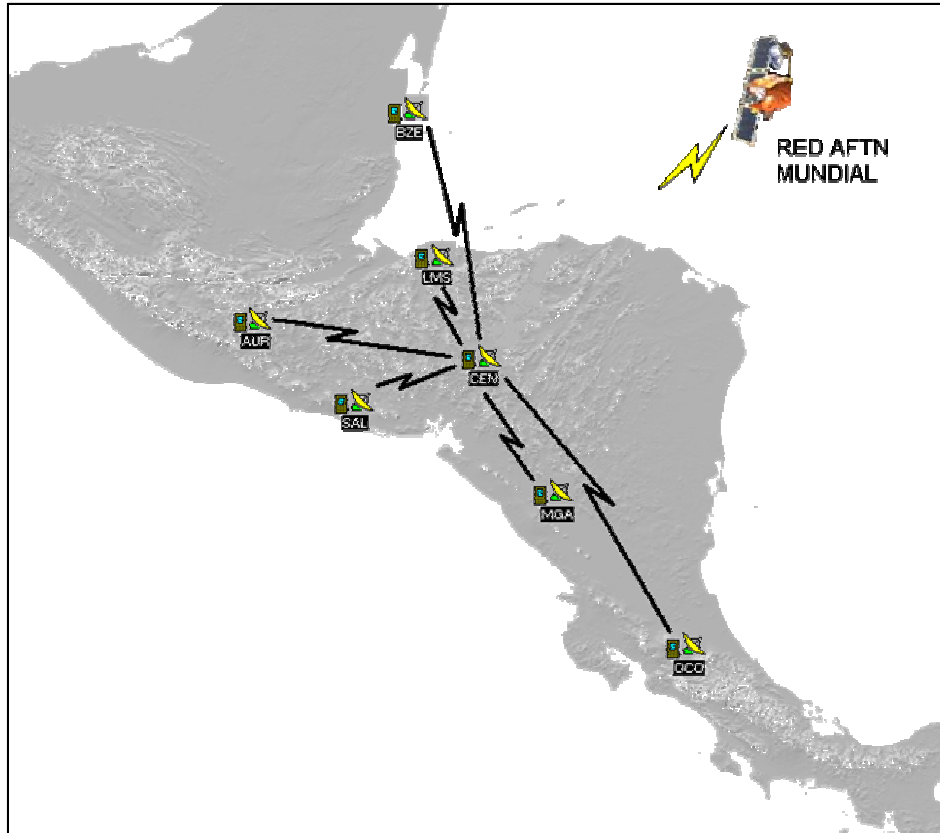 BZE
RED AFTN
MUNDIAL
LMS
AUR
CEN
SAL
MGA
OCO